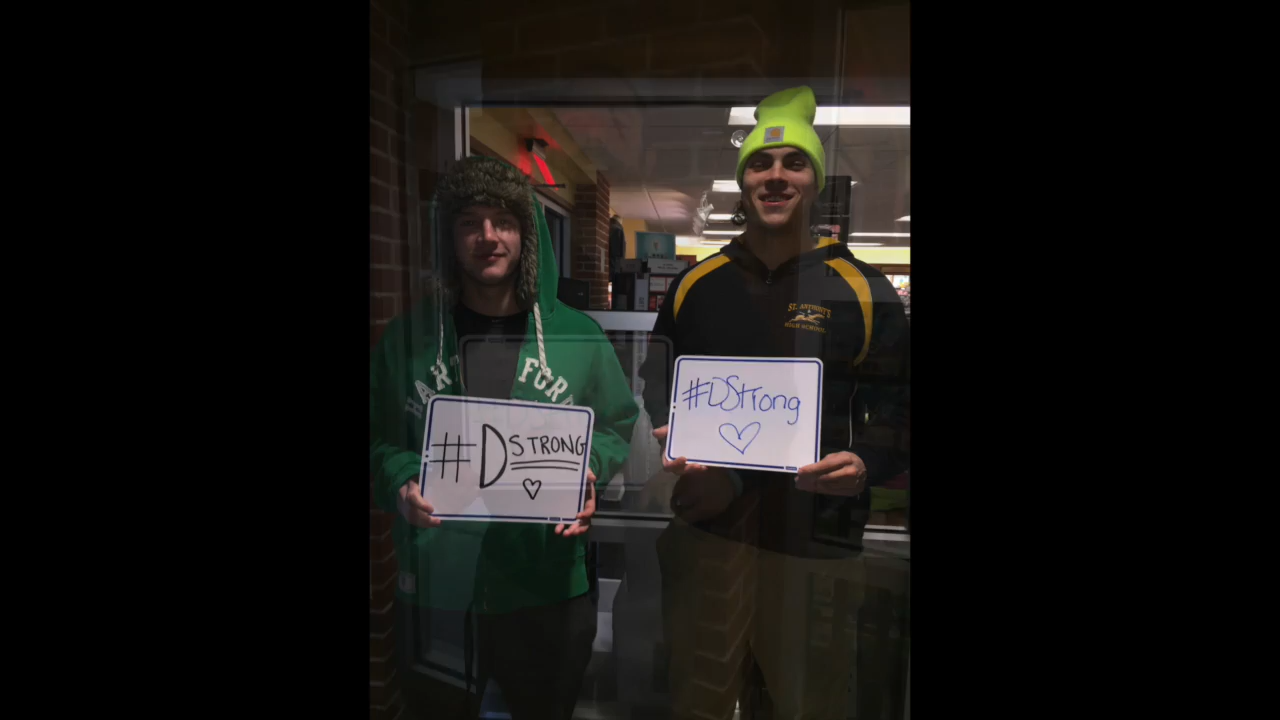 ST. ANTHONY'S
HIGH SCHOOL
HARTFORD
#DStrong
#DSTRONG